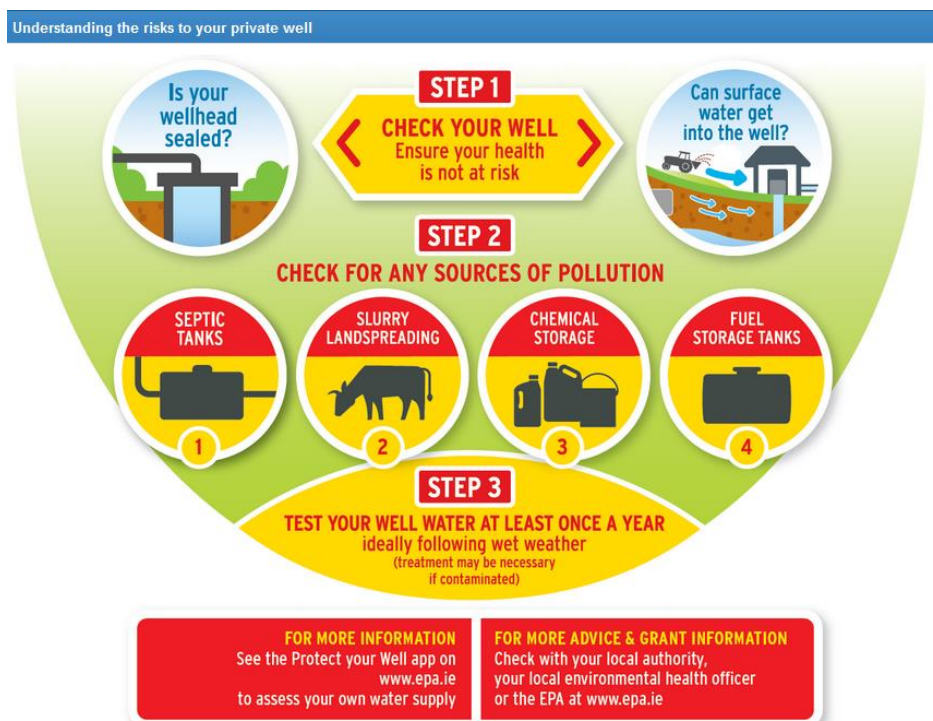 Understanding the risks to your private well
Is your
wellhead
sealed?
STEP 1
CHECK YOUR WELL
Ensure your health
is not at risk
Can surface
water get
into the well?
STEP 2
CHECK FOR ANY SOURCES OF POLLUTION
SEPTIC
TANKS
1
SLURRY
LANDSPREADING
2
CHEMICAL
STORAGE
3
FUEL
STORAGE TANKS
4
STEP 3
TEST YOUR WELL WATER AT LEAST ONCE A YEAR
ideally following wet weather
(treatment may be necessary
if contaminated)
FOR MORE INFORMATION
See the Protect your Well app on
www.epa.ie
to assess your own water supply
FOR MORE ADVICE & GRANT INFORMATION
Check with your local authority,
your local environmental health officer
or the EPA at www.epa.ie